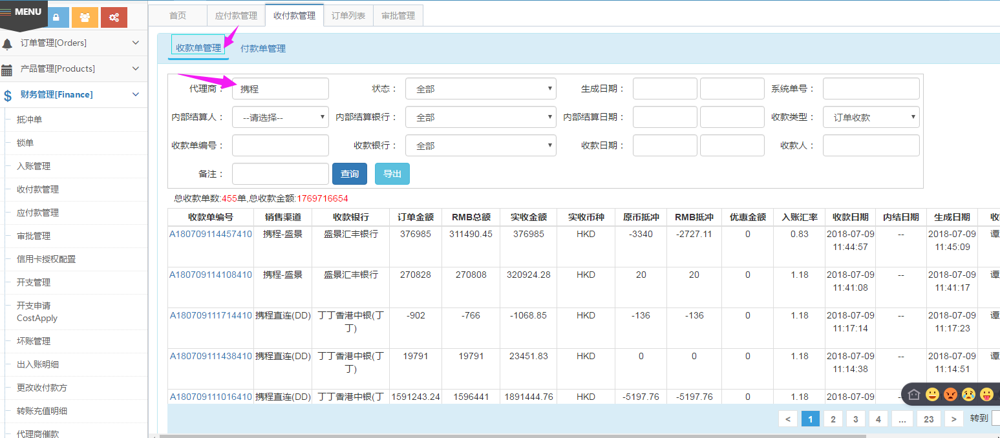 MENU
首页 应付款管理 收付款管理 订单列表 审批管理
订单管理[Orders]
产品管理[Products]
财务管理[Finance]
抵冲单
锁单
入账管理
收付款管理
应付款管理
审批管理
信用卡授权配置
开支管理
开支申请
CostApply
坏账管理
出入账明细
更改收付款方
转账充值明细
代理商催款
收款单管理 付款单管理
代理商： 携程 状态： 全部 生成日期： 系统单号：
内部结算人： --请选择-- 内部结算银行： 全部 内部结算日期： 收款类型： 订单收款
收款单编号： 收款银行： 全部 收款日期： 收款人：
备注： 查询 导出
总收款单数:455单,总收款金额:1769716654
收款单编号 销售渠道 收款银行 订单金额 RMB总额 实收金额 实收币种 原币抵冲 RMB抵冲 优惠金额 入账汇率 收款日期 内结日期 生成日期 收
A180709114457410 携程-盛景 盛景汇丰银行 376985 311490.45 376985 HKD -3340 -2727.11 0 0.83 2018-07-09 -- 2018-07-09 谭
11:44:57 11:45:09
A180709114108410 携程-盛景 盛景汇丰银行 270828 270808 320924.28 HKD 20 20 0 1.18 2018-07-09 -- 2018-07-09 谭
11:41:08 11:41:17
A180709111714410 携程直连(DD) 丁丁香港中银(丁 -902 -766 -1068.85 HKD -136 -136 0 1.18 2018-07-09 -- 2018-07-09 谭
丁) 11:17:14 11:17:23
A180709111438410 携程直连(DD) 丁丁香港中银(丁 19791 19791 23451.83 HKD 0 0 0 1.18 2018-07-09 -- 2018-07-09 谭
丁) 11:14:38 11:14:51
A180709111016410 携程直连(DD) 丁丁香港中银(丁 1591243.24 1596441 1891444.76 HKD -5197.76 -5197.76 0 1.18 2018-07-09
< 1 2 3 4 ... 23 > 转到